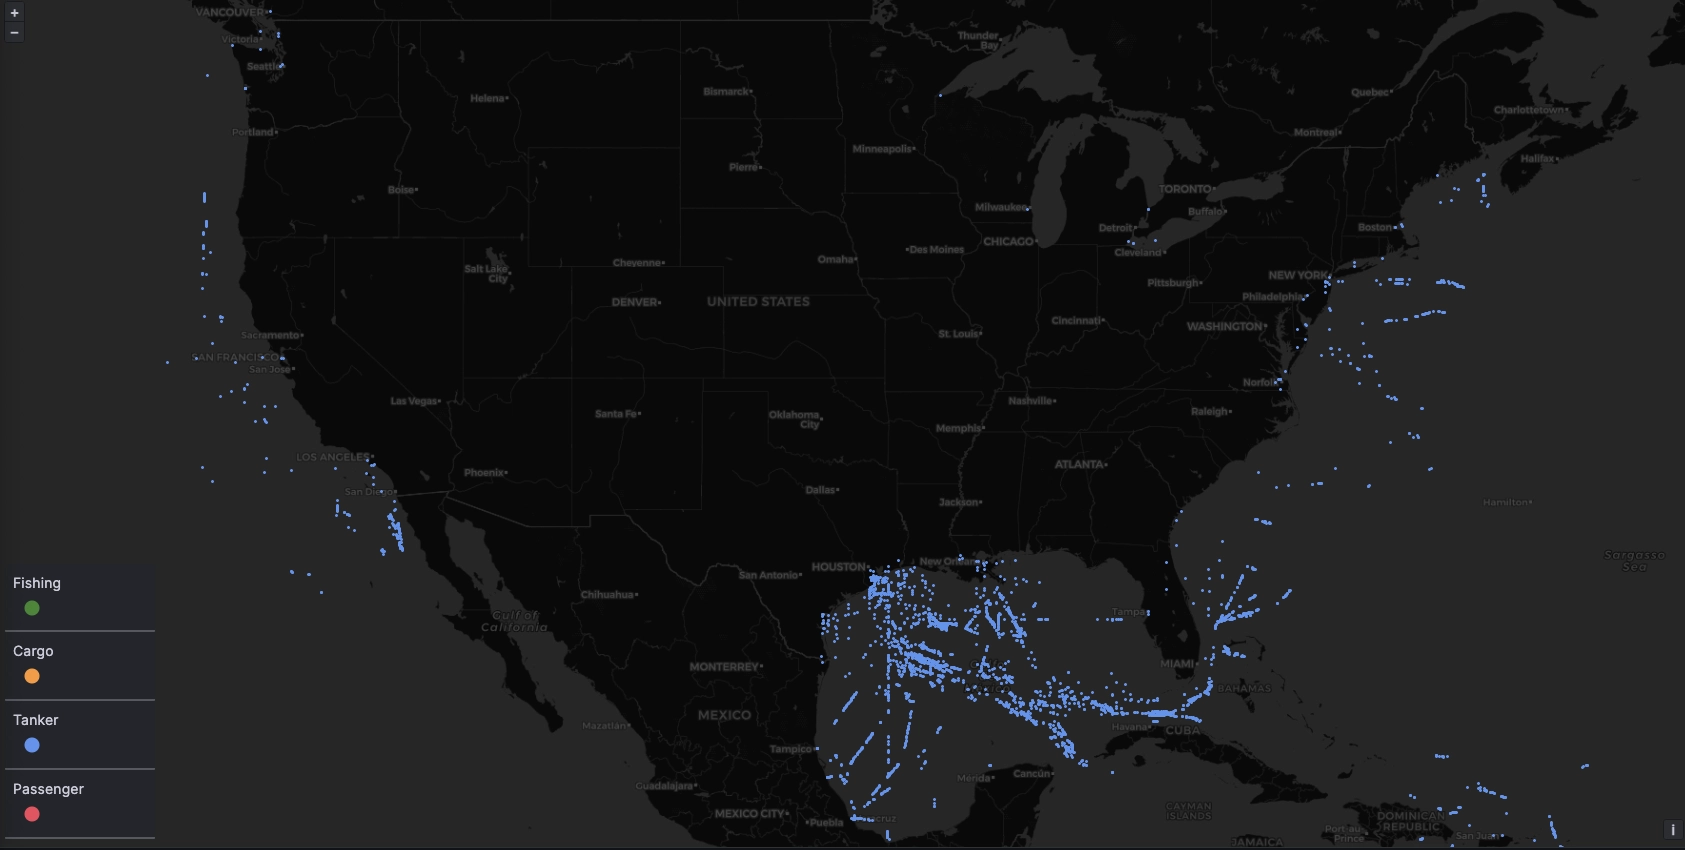 +
−
VANCOUVER
Victoria
Seattle
Portland
Helena
Bismarck
Thunder
Bay
Quebec
Charlottetown
Montreal
Halifax
Minneapolis
Pierre
Boise
TORONTO
Buffalo
Milwaukee
Detroit
Boston
CHICAGO
Cleveland
Des Moines
Omaha
Cheyenne
Salt Lake
City
NEW YORK
Pittsburgh
Philadelphia
DENVER
UNITED STATES
Cincinnati
WASHINGTON
St. Louis
Sacramento
SAN FRANCISCO
San Jose
Norfolk
Las Vegas
Santa Fe
Oklahoma
City
Nashville
Raleigh
Memphis
LOS ANGELES
Phoenix
ATLANTA
San Diego
Dallas
Jackson
Hamilton
Sargasso
Sea
HOUSTON
New Orleans
San Antonio
Chihuahua
Gulf of
California
Tampa
MONTERREY
MIAMI
BAHAMAS
MEXICO
Mazatlán
Havana
CUBA
Tampico
Mérida
Cancún
Guadalajara
MEXICO CITY
Puebla
cruz
CAYMAN
ISLANDS
DOMINICAN
REPUBLIC
Port au
Prince
San Juan
JAMAICA
Fishing
Cargo
Tanker
Passenger
i